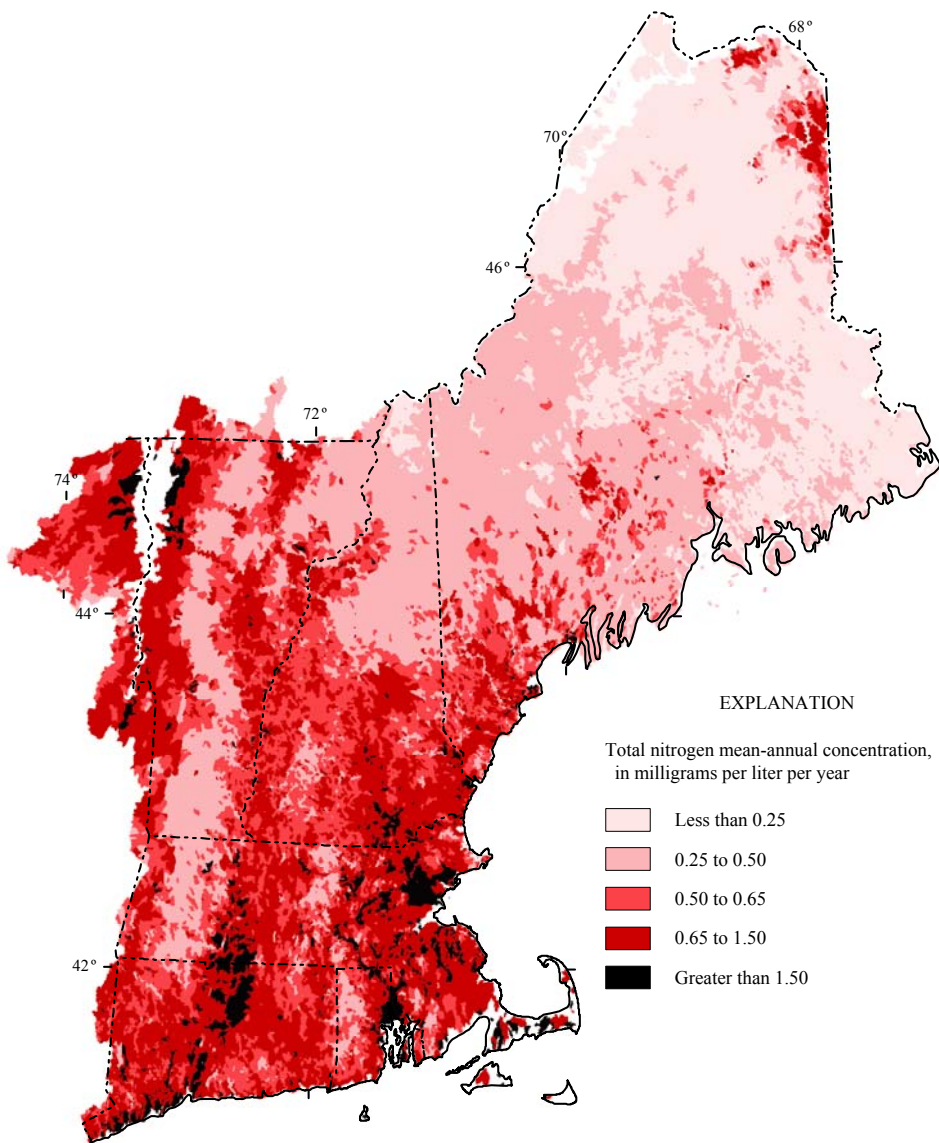 68°
70°
46°
72°
74°
44°
42°
EXPLANATION
Total nitrogen mean-annual concentration,
in milligrams per liter per year
Less than 0.25
0.25 to 0.50
0.50 to 0.65
0.65 to 1.50
Greater than 1.50